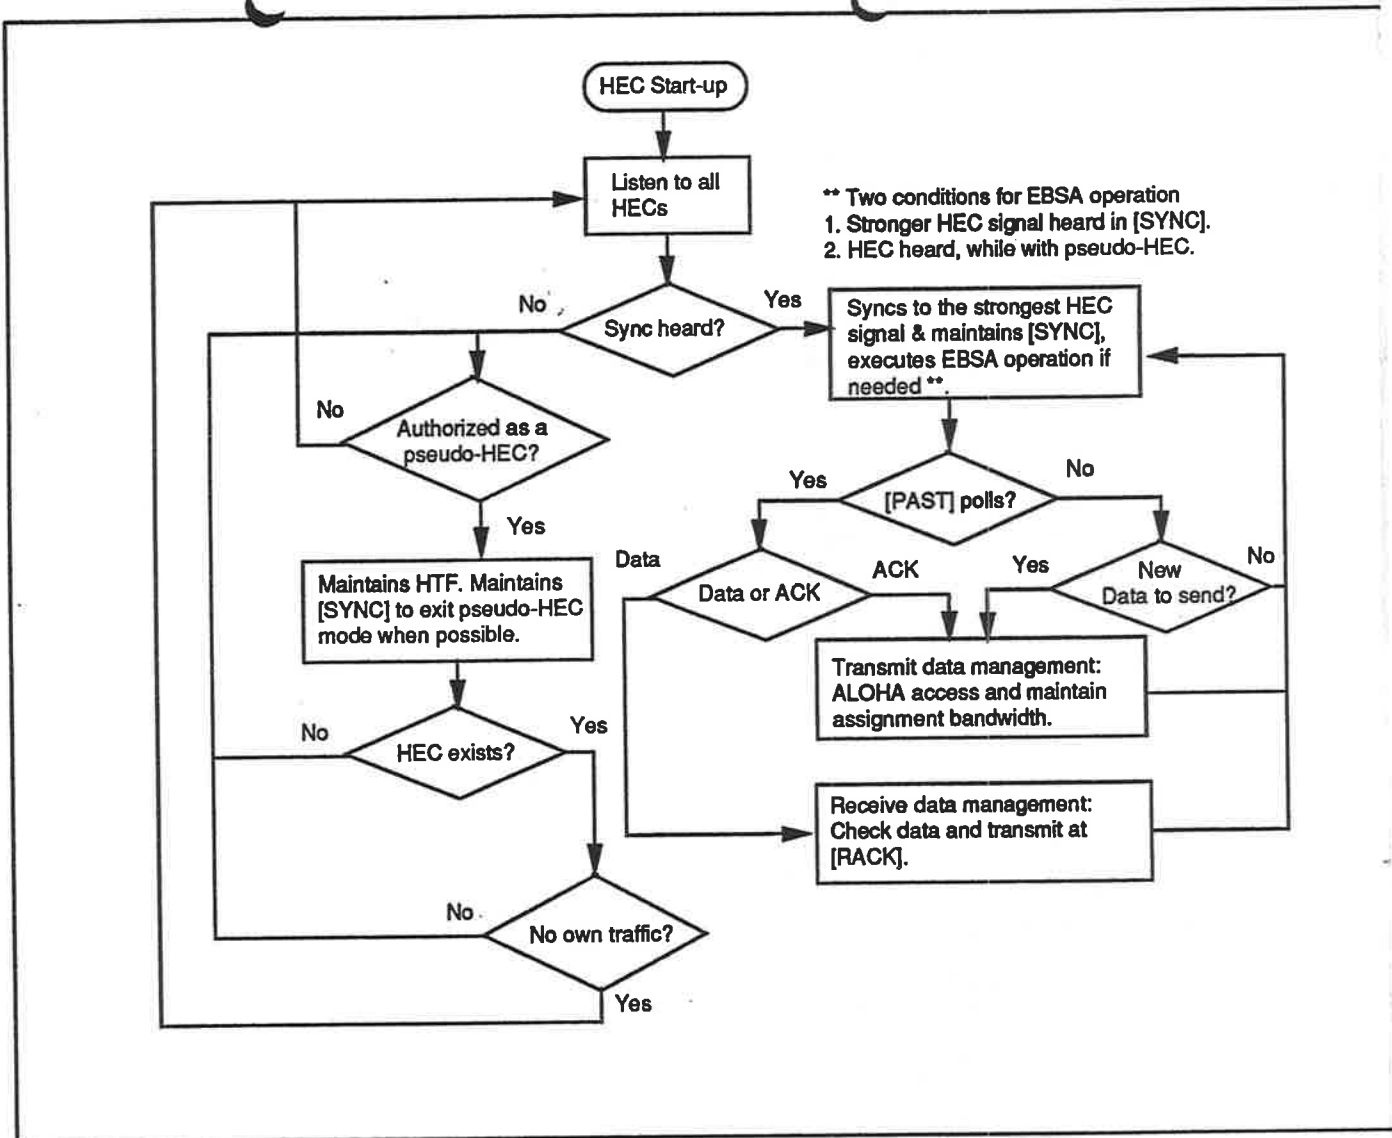 HEC Start-up
Listen to all
HECs
** Two conditions for EBSA operation
1. Stronger HEC signal heard in [SYNC].
2. HEC heard, while with pseudo-HEC.
No
Sync heard?
Yes
Syncs to the strongest HEC
signal & maintains [SYNC],
executes EBSA operation if
needed **.
No
Authorized as a
pseudo-HEC?
Yes
[PAST] polls?
No
Yes
Maintains HTF. Maintains
[SYNC] to exit pseudo-HEC
mode when possible.
Data
Data or ACK
ACK
Yes
New
Data to send?
No
Transmit data management:
ALOHA access and maintain
assignment bandwidth.
No
HEC exists?
Yes
Receive data management:
Check data and transmit at
[RACK].
No
No own traffic?
Yes